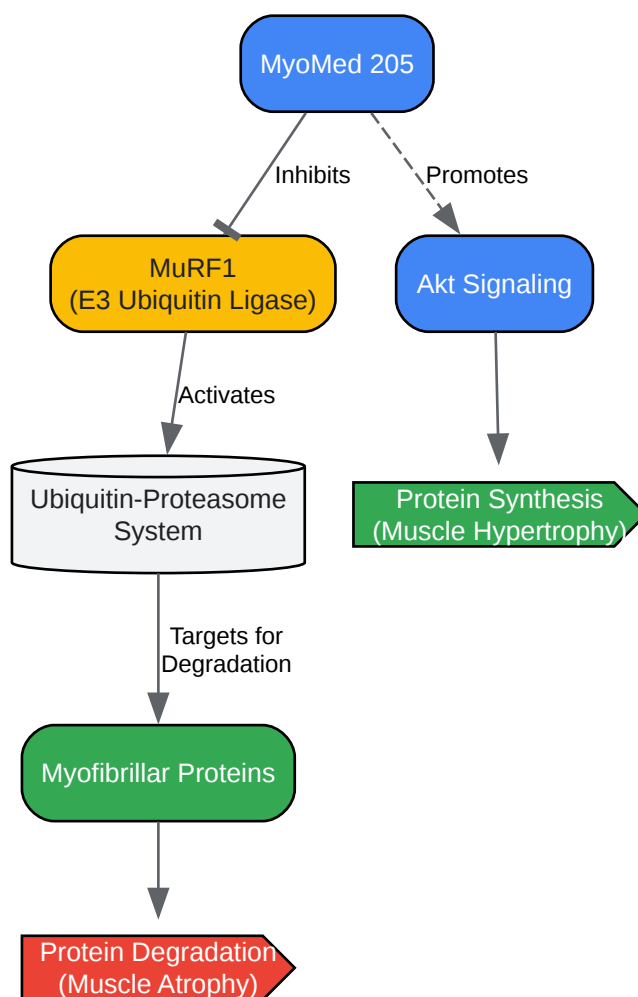 MyoMed 205
Inhibits
Promotes
MuRF1
(E3 Ubiquitin Ligase)
Akt Signaling
Activates
Ubiquitin-Proteasome
System
Protein Synthesis
(Muscle Hypertrophy)
Targets for
Degradation
Myofibrillar Proteins
Protein Degradation
(Muscle Atrophy)